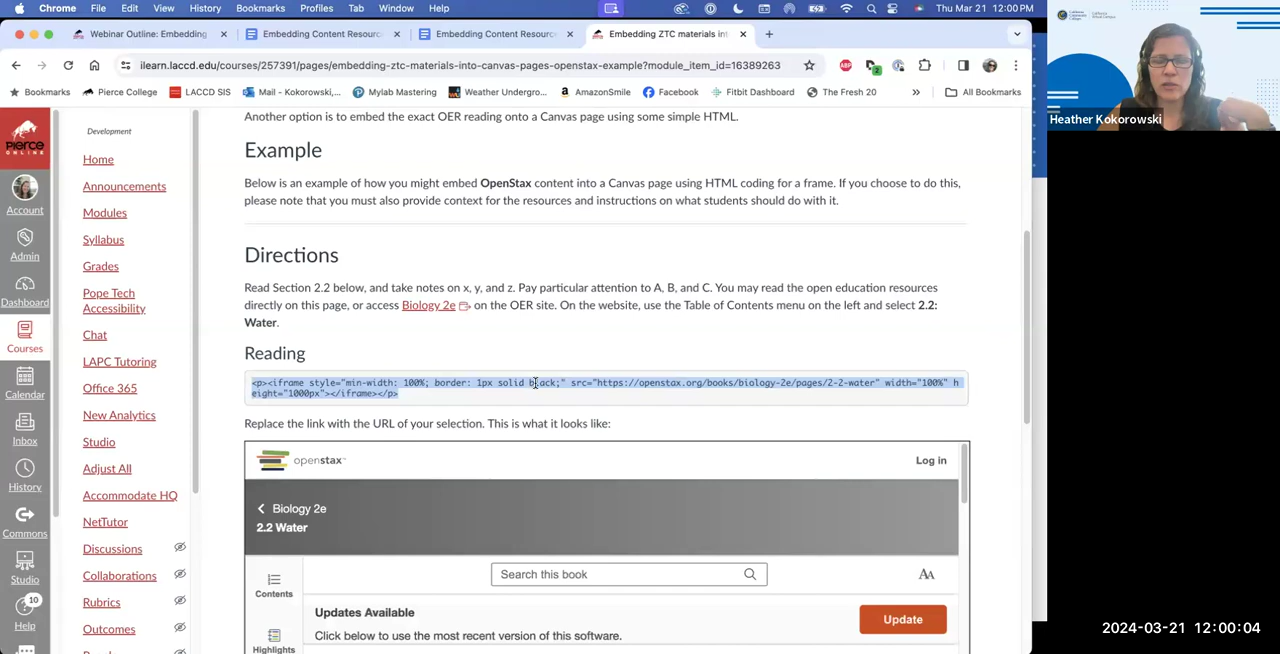 Chrome File Edit View History Bookmarks Profiles Tab Window Help Thu Mar 21 12:00 PM
Webinar Outline: Embedding
Embedding Content Resourc
Embedding Content Resourc
Embedding ZTC materials int
ilearn.laccd.edu/courses/257391/pages/embedding-ztc-materials-into-canvas-pages-openstax-example?module_item_id=16389263
Bookmarks Pierce College LACCD SIS Mail - Kokorowski,... Mylab Mastering Weather Undergro... AmazonSmile Facebook Fitbit Dashboard The Fresh 20 » All Bookmarks
PIERCE
ONLINE
Account
Admin
Dashboard
Courses
Calendar
Inbox
History
Commons
Studio
10
Help
Development
Home
Announcements
Modules
Syllabus
Grades
Pope Tech
Accessibility
Chat
LAPC Tutoring
Office 365
New Analytics
Studio
Adjust All
Accommodate HQ
NetTutor
Discussions
Collaborations
Rubrics
Outcomes
Another option is to embed the exact OER reading onto a Canvas page using some simple HTML.
Example
Below is an example of how you might embed OpenStax content into a Canvas page using HTML coding for a frame. If you choose to do this,
please note that you must also provide context for the resources and instructions on what students should do with it.
Directions
Read Section 2.2 below, and take notes on x, y, and z. Pay particular attention to A, B, and C. You may read the open education resources
directly on this page, or access Biology 2e on the OER site. On the website, use the Table of Contents menu on the left and select 2.2:
Water.
Reading
<p><iframe style="min-width: 100%; border: 1px solid black;" src="https://openstax.org/books/biology-2e/pages/2-2-water" width="100%" h
eight="1000px"></iframe></p>
Replace the link with the URL of your selection. This is what it looks like:
openstax™ Log in
Biology 2e
2.2 Water
Contents
Search this book
AA
Updates Available
Update
Click below to use the most recent version of this software.
Highlights
Heather Kokorowski
2024-03-21 12:00:04